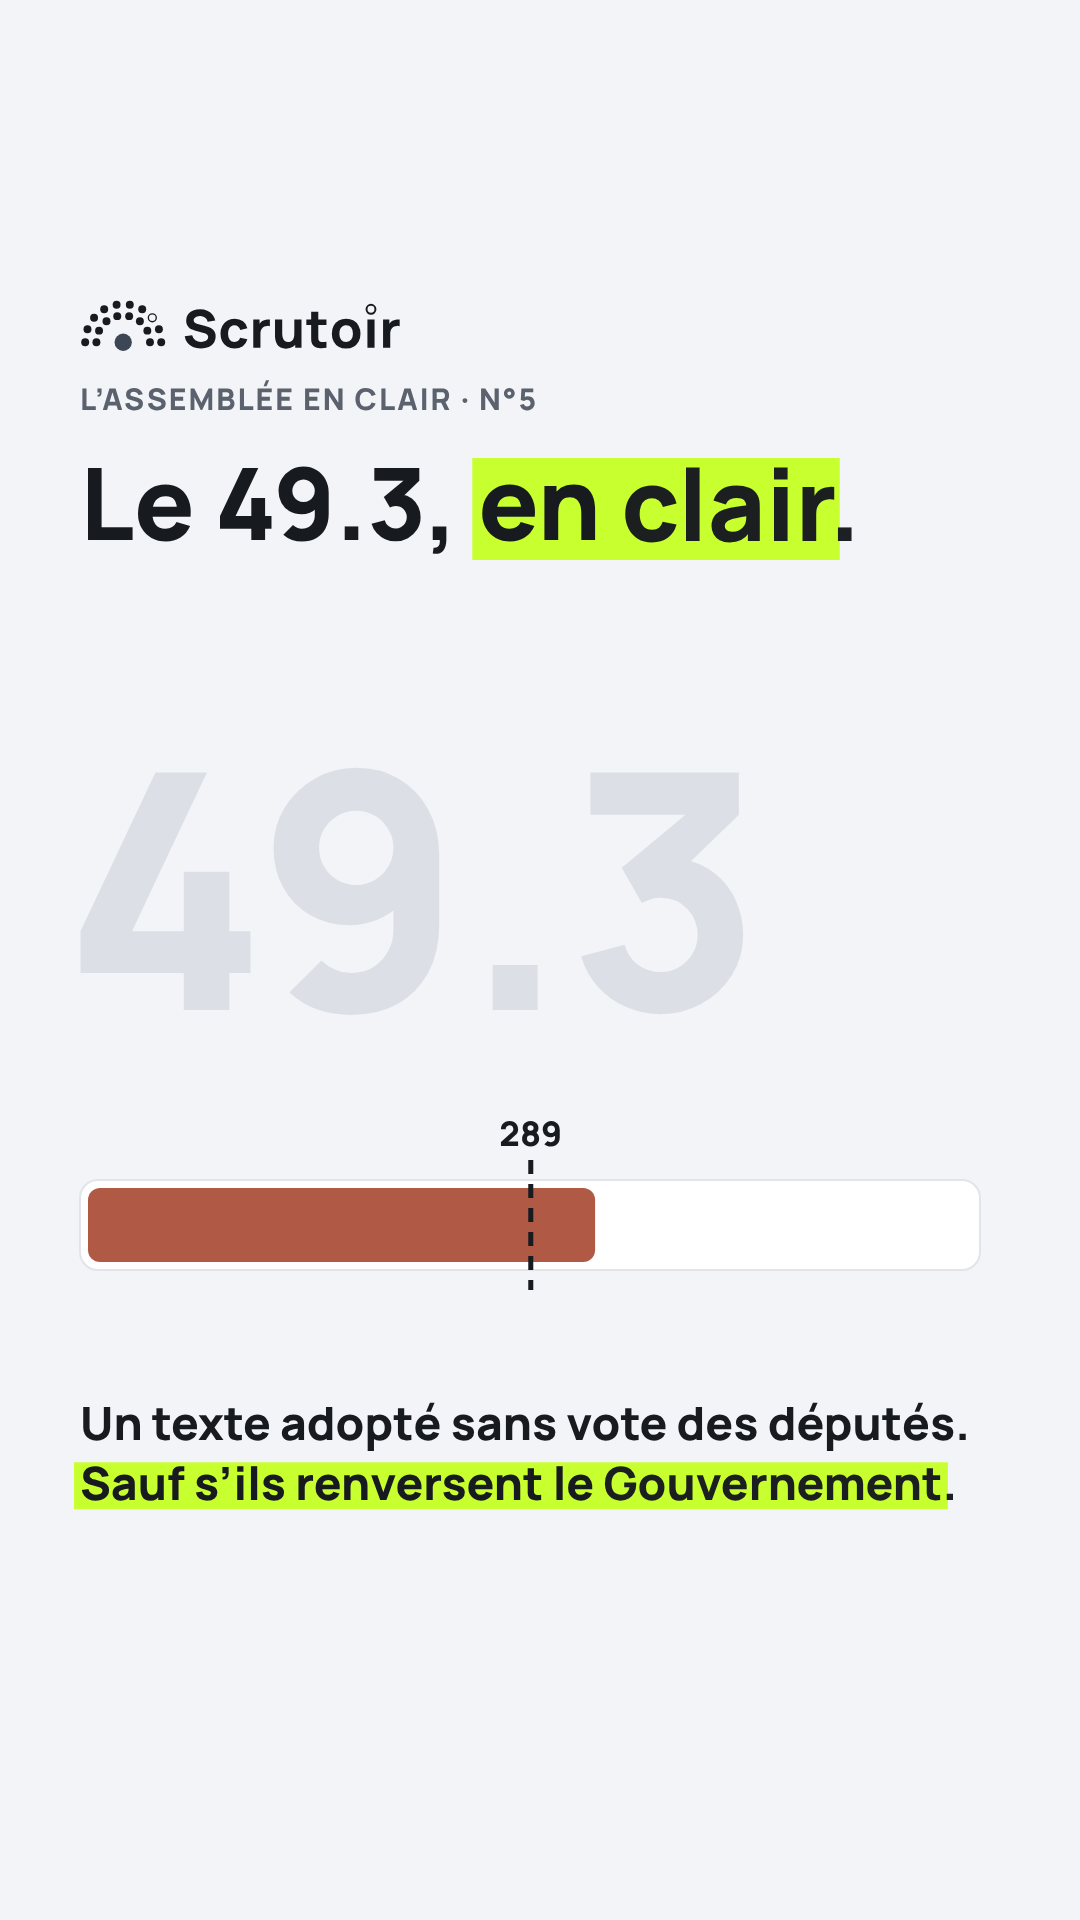 Scrutoir
L’ASSEMBLÉE EN CLAIR · N°5
Le 49.3, en clair.
49.3
289
Un texte adopté sans vote des députés.
Sauf s’ils renversent le Gouvernement.